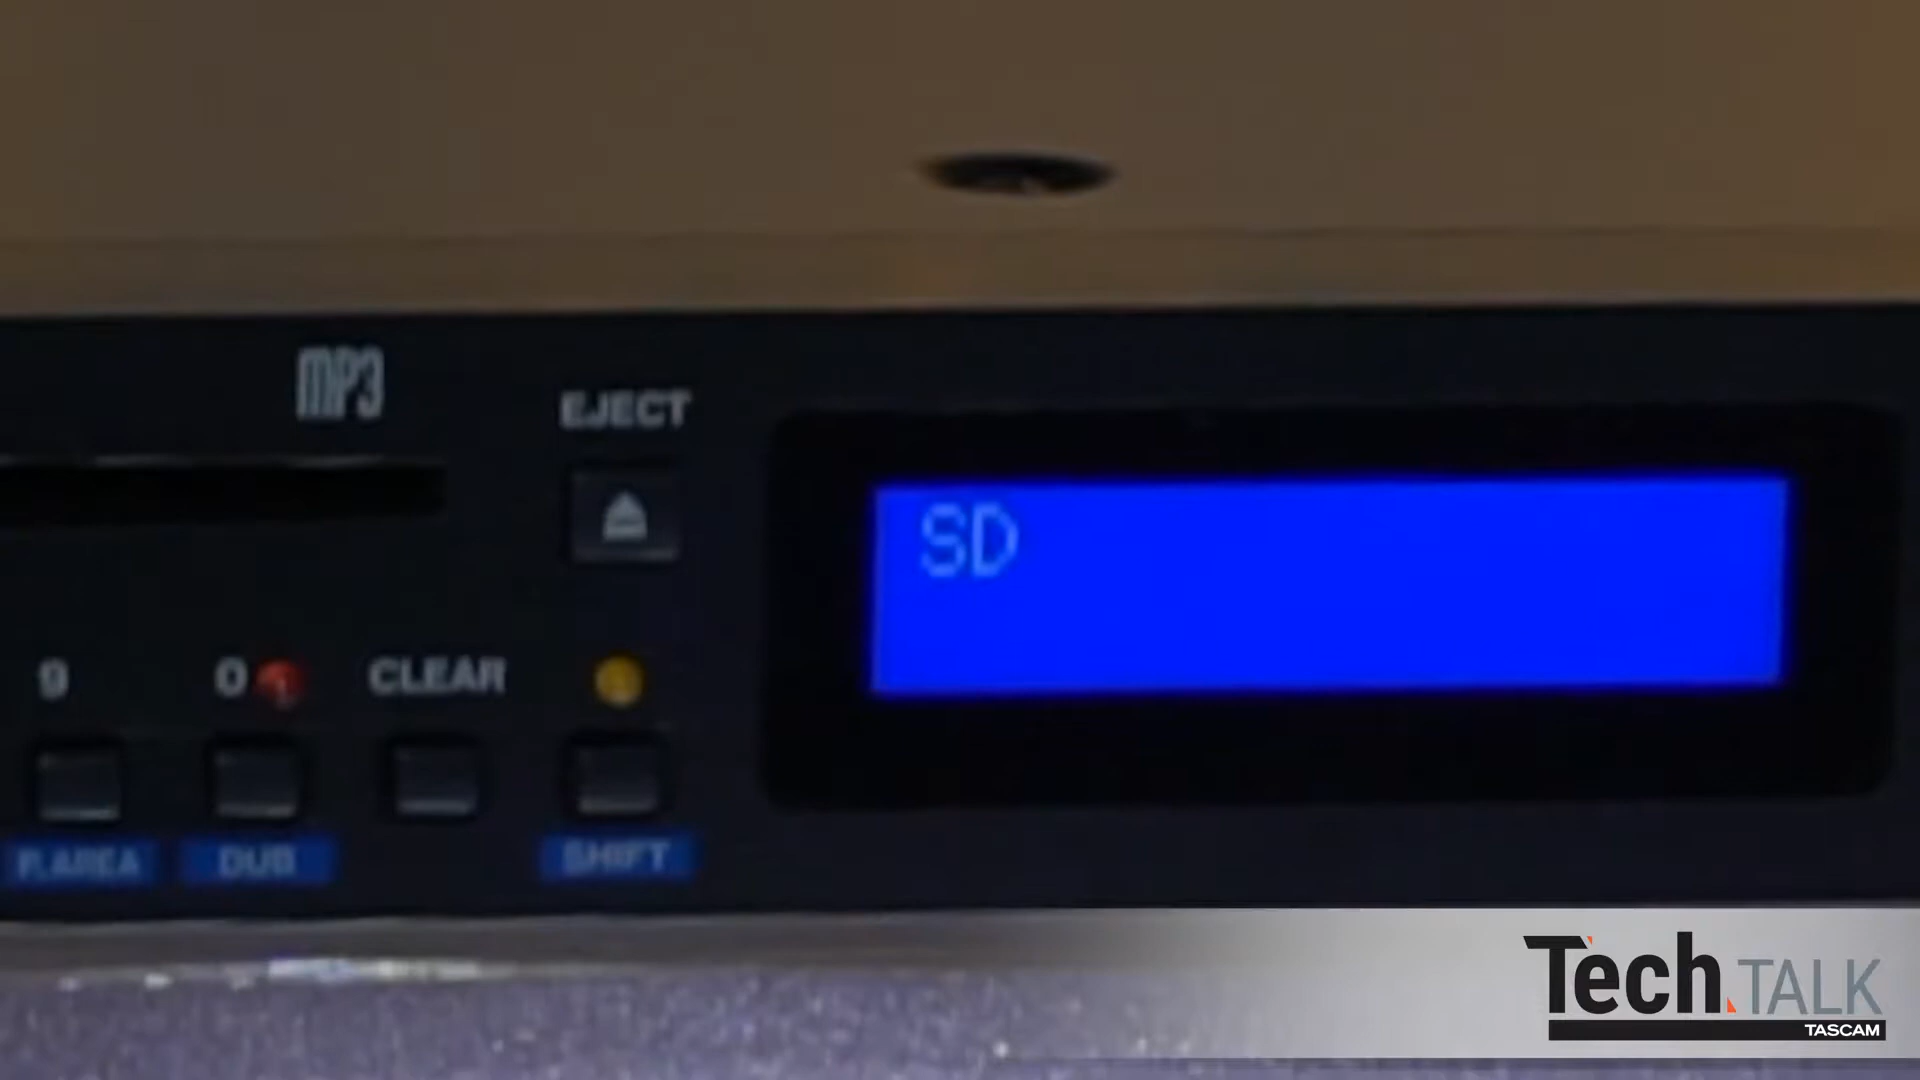 MP3
EJECT
SD
9
0
CLEAR
P.AREA
DUB
SHIFT
Tech.TALK
TASCAM